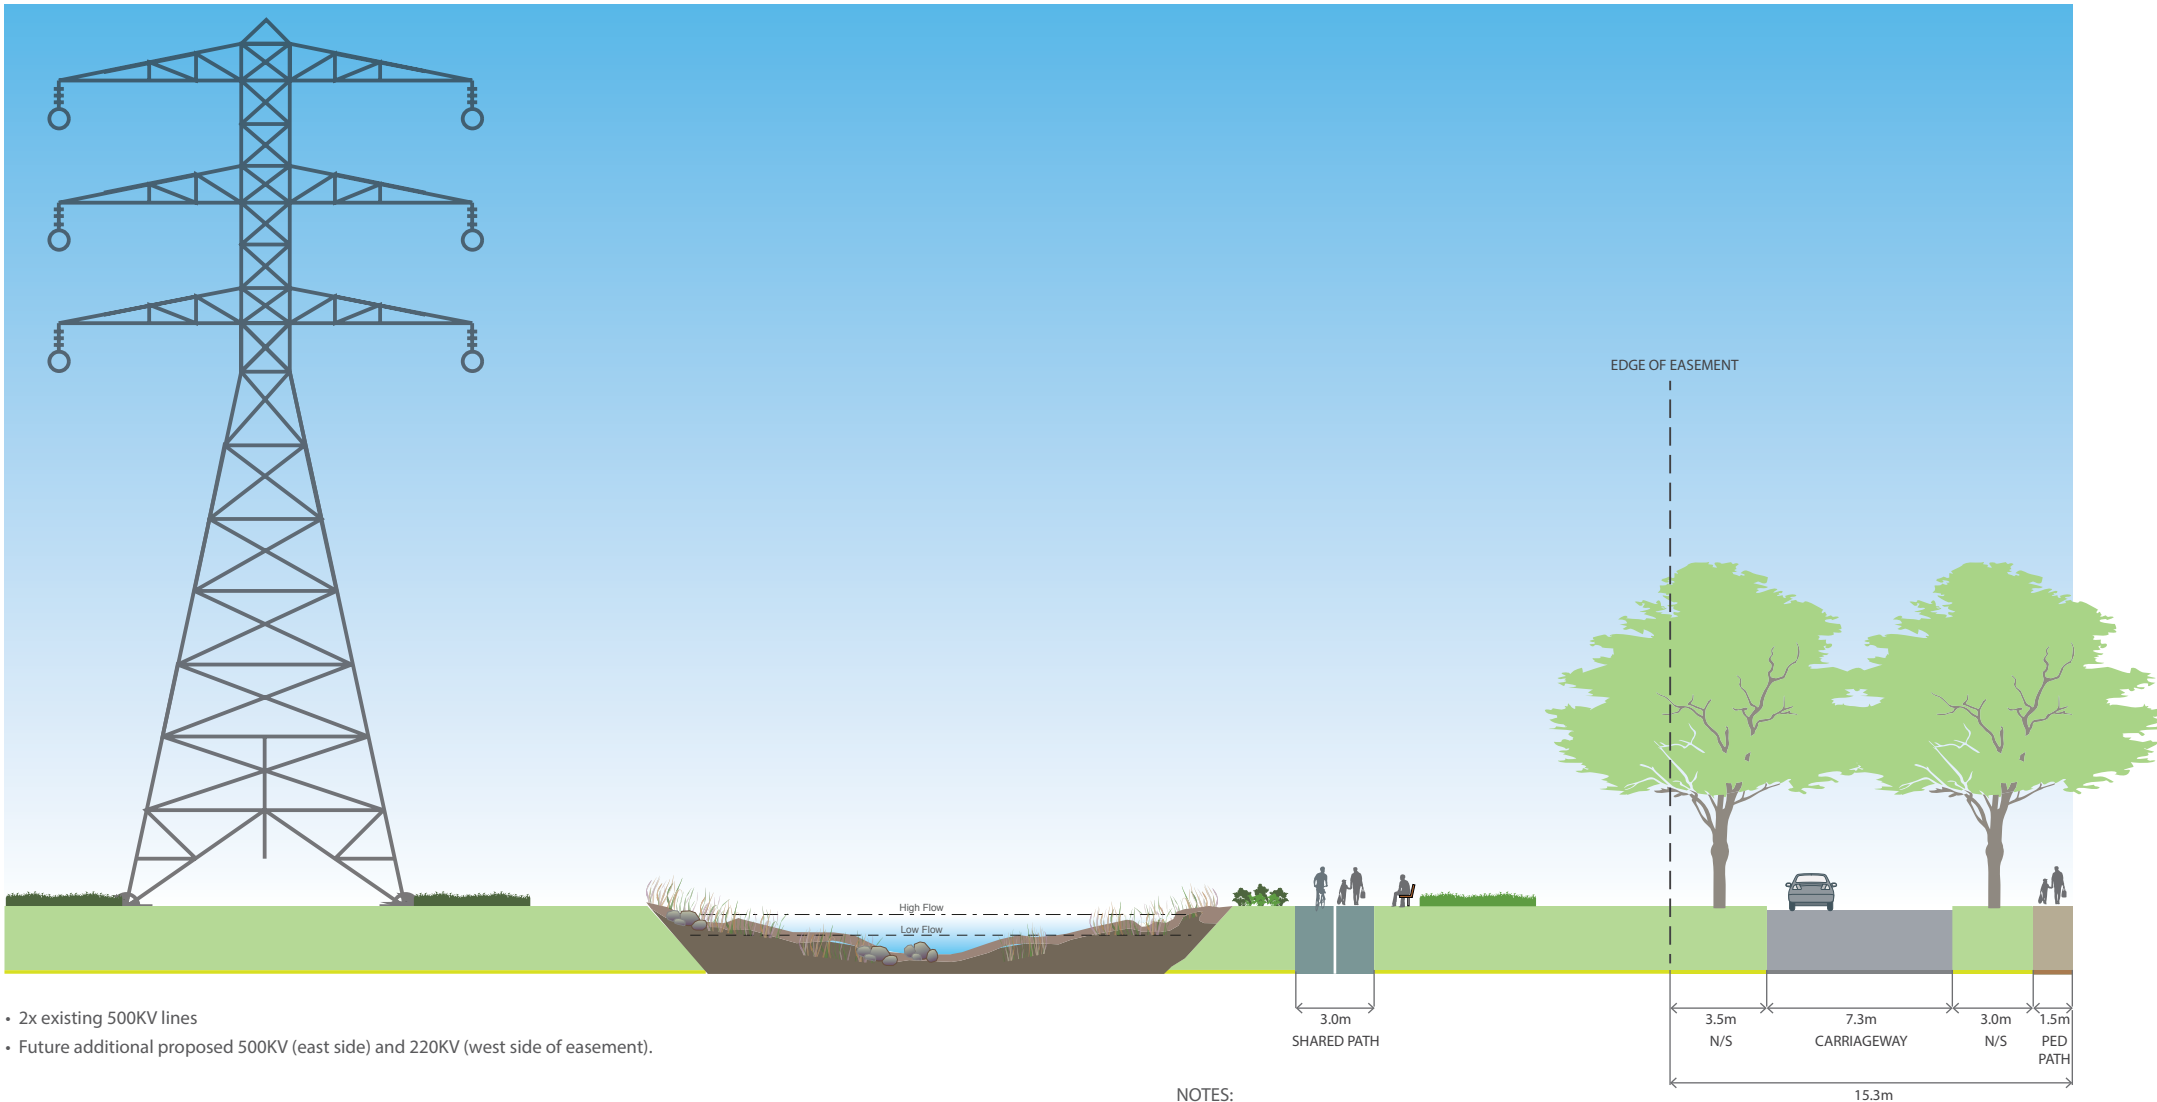 EDGE OF EASEMENT
High Flow
Low Flow
• 2x existing 500KV lines
• Future additional proposed 500KV (east side) and 220KV (west side of easement).
3.0m
SHARED PATH
3.5m
N/S
7.3m
CARRIAGEWAY
3.0m
N/S
1.5m
PED
PATH
15.3m
NOTES: